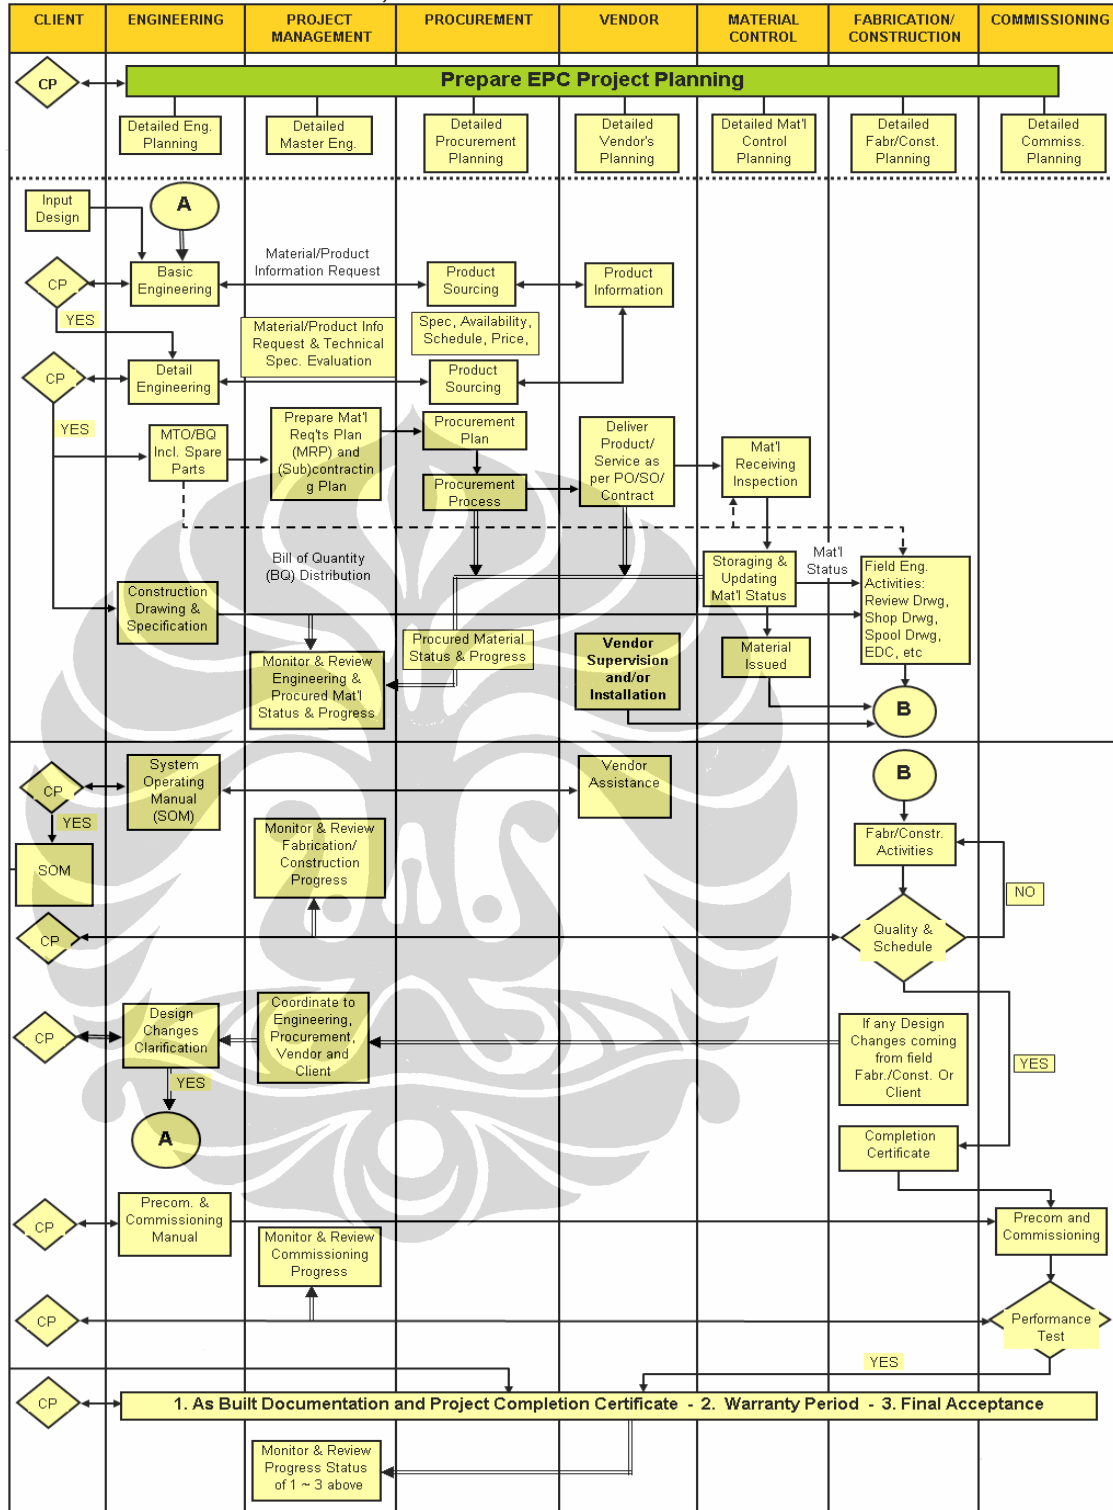 CLIENT
ENGINEERING
PROJECT
MANAGEMENT
PROCUREMENT
VENDOR
MATERIAL
CONTROL
FABRICATION/
CONSTRUCTION
COMMISSIONING
CP
Prepare EPC Project Planning
Detailed Eng.
Planning
Detailed
Master Eng.
Detailed
Procurement
Planning
Detailed
Vendor's
Planning
Detailed Mat'l
Control
Planning
Detailed
Fabr/Const.
Planning
Detailed
Commiss.
Planning
Input
Design
A
Material/Product
Information Request
CP
Basic
Engineering
Product
Sourcing
Product
Information
YES
Material/Product Info
Request & Technical
Spec. Evaluation
Spec, Availability,
Schedule, Price,
CP
Detail
Engineering
Product
Sourcing
YES
MTO/BQ
Incl. Spare
Parts
Prepare Mat'l
Req'ts Plan
(MRP) and
(Sub)contractin
g Plan
Procurement
Plan
Procurement
Process
Deliver
Product/
Service as
per PO/SO/
Contract
Mat'l
Receiving
Inspection
Bill of Quantity
(BQ) Distribution
Storaging &
Updating
Mat'l Status
Mat'l
Status
Field Eng.
Activities:
Review Drwg,
Shop Drwg,
Spool Drwg,
EDC, etc
Construction
Drawing &
Specification
Procured Material
Status & Progress
Monitor & Review
Engineering &
Procured Mat'l
Status & Progress
Vendor
Supervision
and/or
Installation
Material
Issued
B
CP
System
Operating
Manual
(SOM)
Vendor
Assistance
B
YES
SOM
Monitor & Review
Fabrication/
Construction
Progress
Fabr/Constr.
Activities
NO
CP
Quality &
Schedule
CP
Design
Changes
Clarification
Coordinate to
Engineering,
Procurement,
Vendor and
Client
If any Design
Changes coming
from field
Fabr./Const. Or
Client
YES
YES
A
Completion
Certificate
CP
Precom. &
Commissioning
Manual
Precom and
Commissioning
Monitor & Review
Commissioning
Progress
CP
Performance
Test
YES
CP
1. As Built Documentation and Project Completion Certificate - 2. Warranty Period - 3. Final Acceptance
Monitor & Review
Progress Status
of 1 ~ 3 above